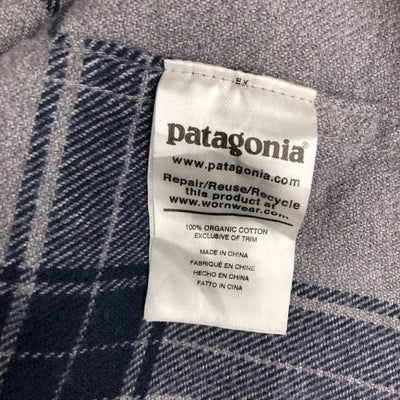 EX
patagonia®
www.patagonia.com
Repair/Reuse/Recycle
this product at
www.wornwear.com
100% ORGANIC COTTON
EXCLUSIVE OF TRIM
MADE IN CHINA
FABRIQUÉ EN CHINE
HECHO EN CHINA
FATTO IN CINA